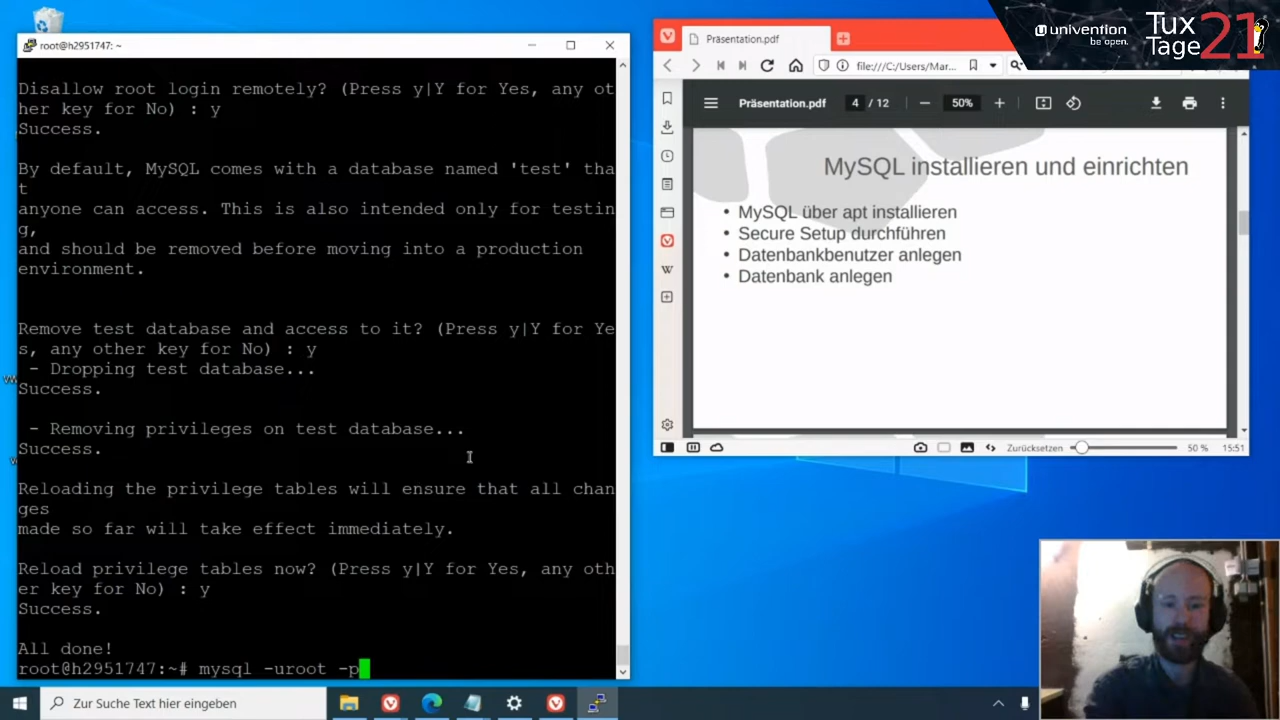 root@h2951747: ~
Disallow root login remotely? (Press y|Y for Yes, any ot
her key for No) : y
Success.
By default, MySQL comes with a database named 'test' tha
t
anyone can access. This is also intended only for testin
g,
and should be removed before moving into a production
environment.
Remove test database and access to it? (Press y|Y for Ye
s, any other key for No) : y
- Dropping test database...
Success.
- Removing privileges on test database...
Success.
Reloading the privilege tables will ensure that all chan
ges
made so far will take effect immediately.
Reload privilege tables now? (Press y|Y for Yes, any oth
er key for No) : y
Success.
All done!
root@h2951747:~# mysql -uroot -p
Präsentation.pdf
file:///C:/Users/Mar...
Präsentation.pdf
4 / 12
50%
MySQL installieren und einrichten
• MySQL über apt installieren
• Secure Setup durchführen
• Datenbankbenutzer anlegen
• Datenbank anlegen
Zurücksetzen
50 %
15:51
univention
be open.
Tux
Tage 21
Zur Suche Text hier eingeben